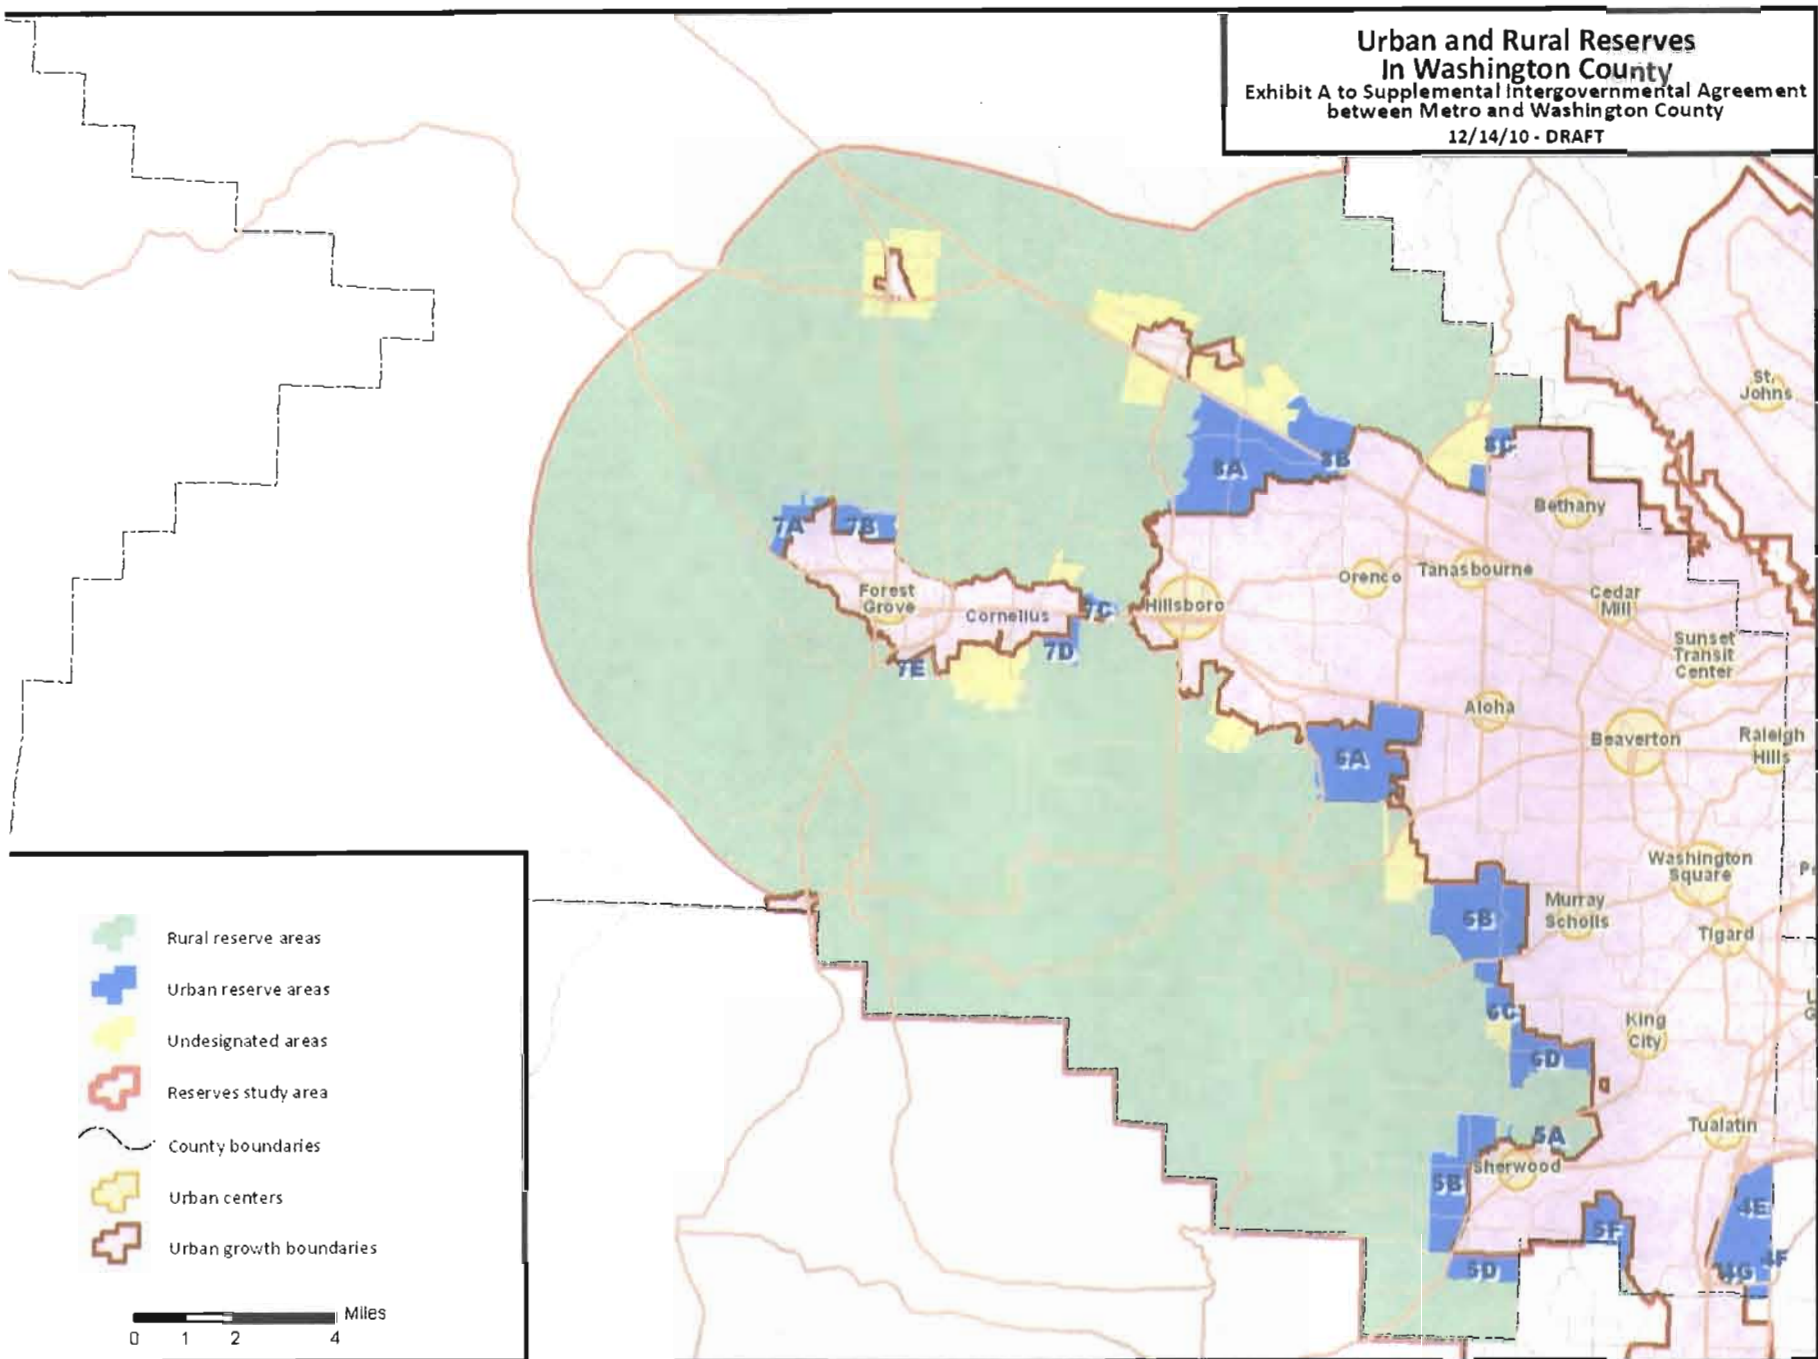 Urban and Rural Reserves
In Washington County
Exhibit A to Supplemental Intergovernmental Agreement
between Metro and Washington County
12/14/10 - DRAFT
St.
Johns
8C
8B
8A
Bethany
7A
7B
Orenco
Tanasbourne
Forest
Grove
Cornelius
7C
Hillsboro
Cedar
Mill
7D
7E
Sunset
Transit
Center
Aloha
Beaverton
Raleigh
Hills
6A
Washington
Square
6B
Murray
Scholls
Tigard
6C
King
City
6D
5A
Tualatin
Sherwood
5B
5F
4E
4F
4G
5D
Rural reserve areas
Urban reserve areas
Undesignated areas
Reserves study area
County boundaries
Urban centers
Urban growth boundaries
Miles
0 1 2 4